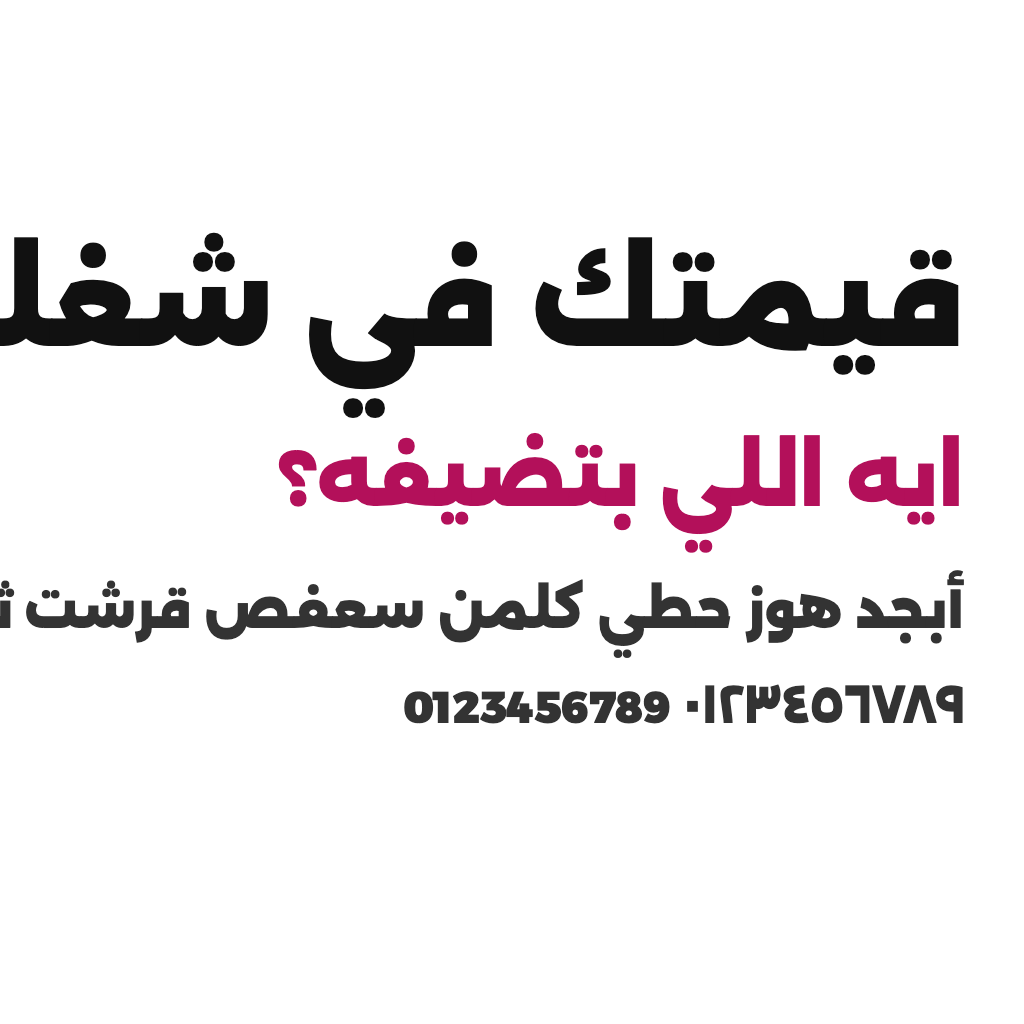 قيمتك في شغل
ايه اللي بتضيفه؟
أبجد هوز حطي كلمن سعفص قرشت
٠١٢٣٤٥٦٧٨٩ 0123456789